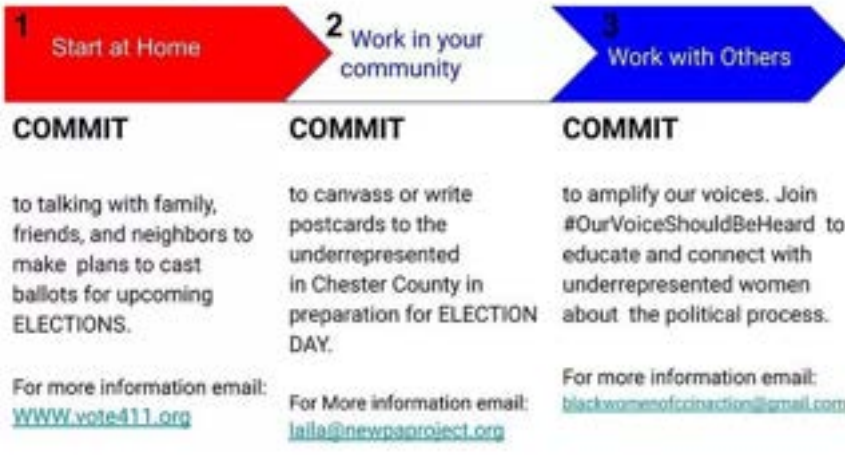 1
Start at Home
COMMIT
to talking with family,
friends, and neighbors to
make plans to cast
ballots for upcoming
ELECTIONS.
For more information email:
WWW.vote411.org
2
Work in your
community
COMMIT
to canvass or write
postcards to the
underrepresented
in Chester County in
preparation for ELECTION
DAY.
For More information email:
laila@newpaproject.org
3
Work with Others
COMMIT
to amplify our voices. Join
#OurVoiceShouldBeHeard to
educate and connect with
underrepresented women
about the political process.
For more information email:
blackwomenofccinaction@gmail.com